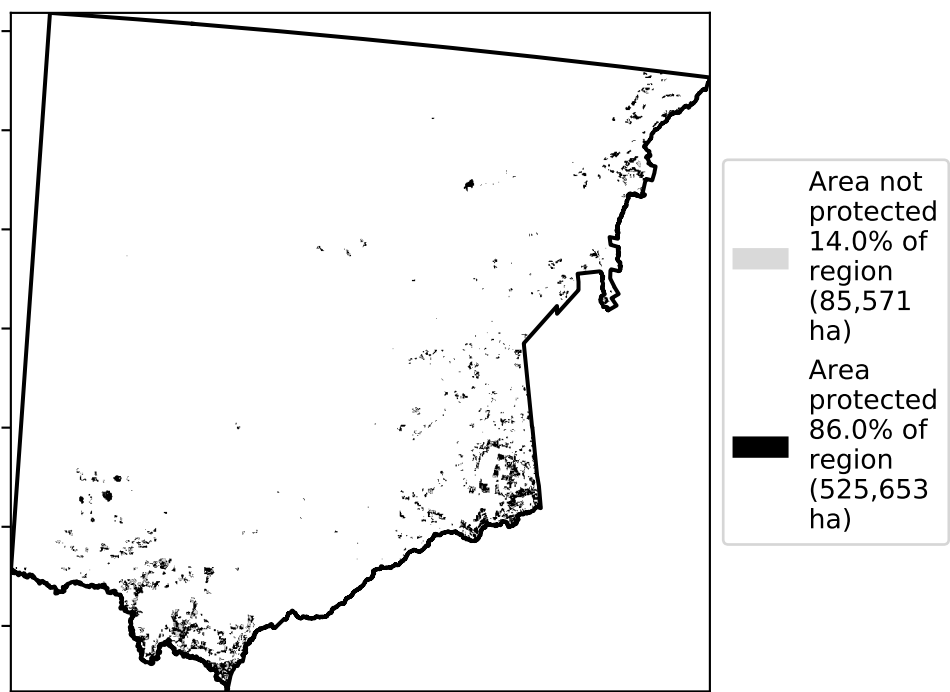 Area not
protected
14.0% of
region
(85,571
ha)
Area
protected
86.0% of
region
(525,653
ha)